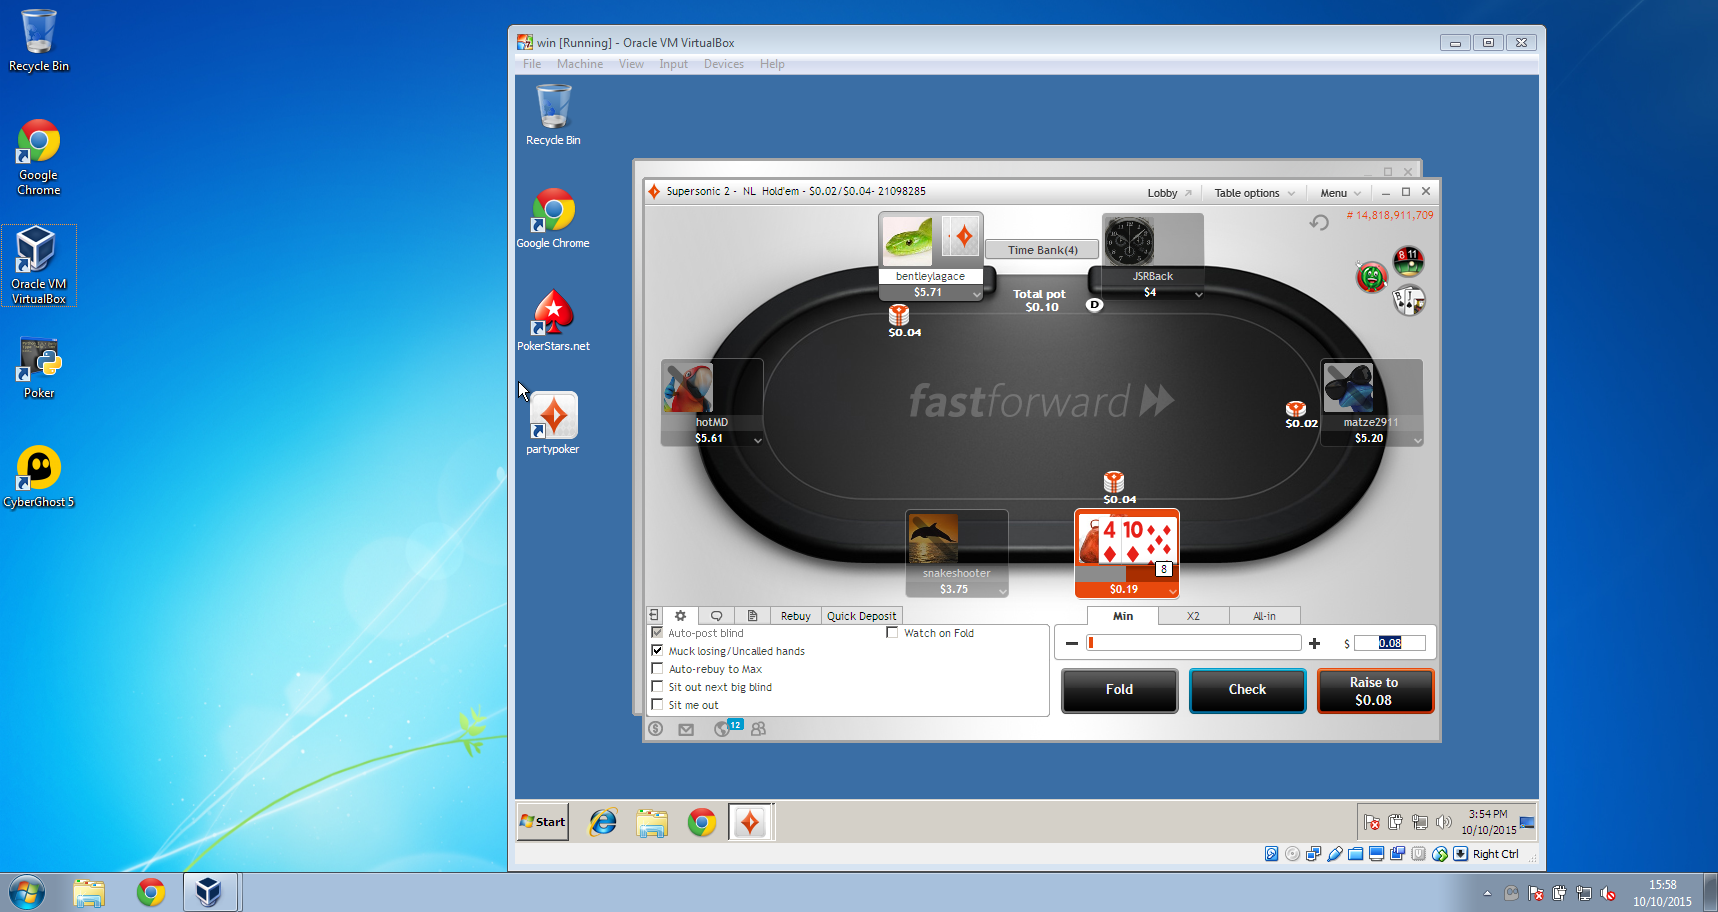 Recycle Bin
Google
Chrome
Oracle VM
VirtualBox
Poker
CyberGhost 5
win [Running] - Oracle VM VirtualBox
File Machine View Input Devices Help
Recycle Bin
Google Chrome
PokerStars.net
partypoker
Supersonic 2 - NL Hold'em - $0.02/$0.04- 21098285
Lobby
Table options
Menu
# 14,818,911,709
Time Bank(4)
bentleylagace
$5.71
JSRBack
$4
Total pot
$0.10
D
$0.04
8 11
B J
hotMD
$5.61
fastforward
$0.02
matze2911
$5.20
$0.04
snakeshooter
$3.75
4 10
8
$0.19
Rebuy
Quick Deposit
Min
X2
All-in
Auto-post blind
Watch on Fold
Muck losing/Uncalled hands
Auto-rebuy to Max
Sit out next big blind
Sit me out
$ 0.08
Fold
Check
Raise to
$0.08
12
Start
3:54 PM
10/10/2015
Right Ctrl
15:58
10/10/2015